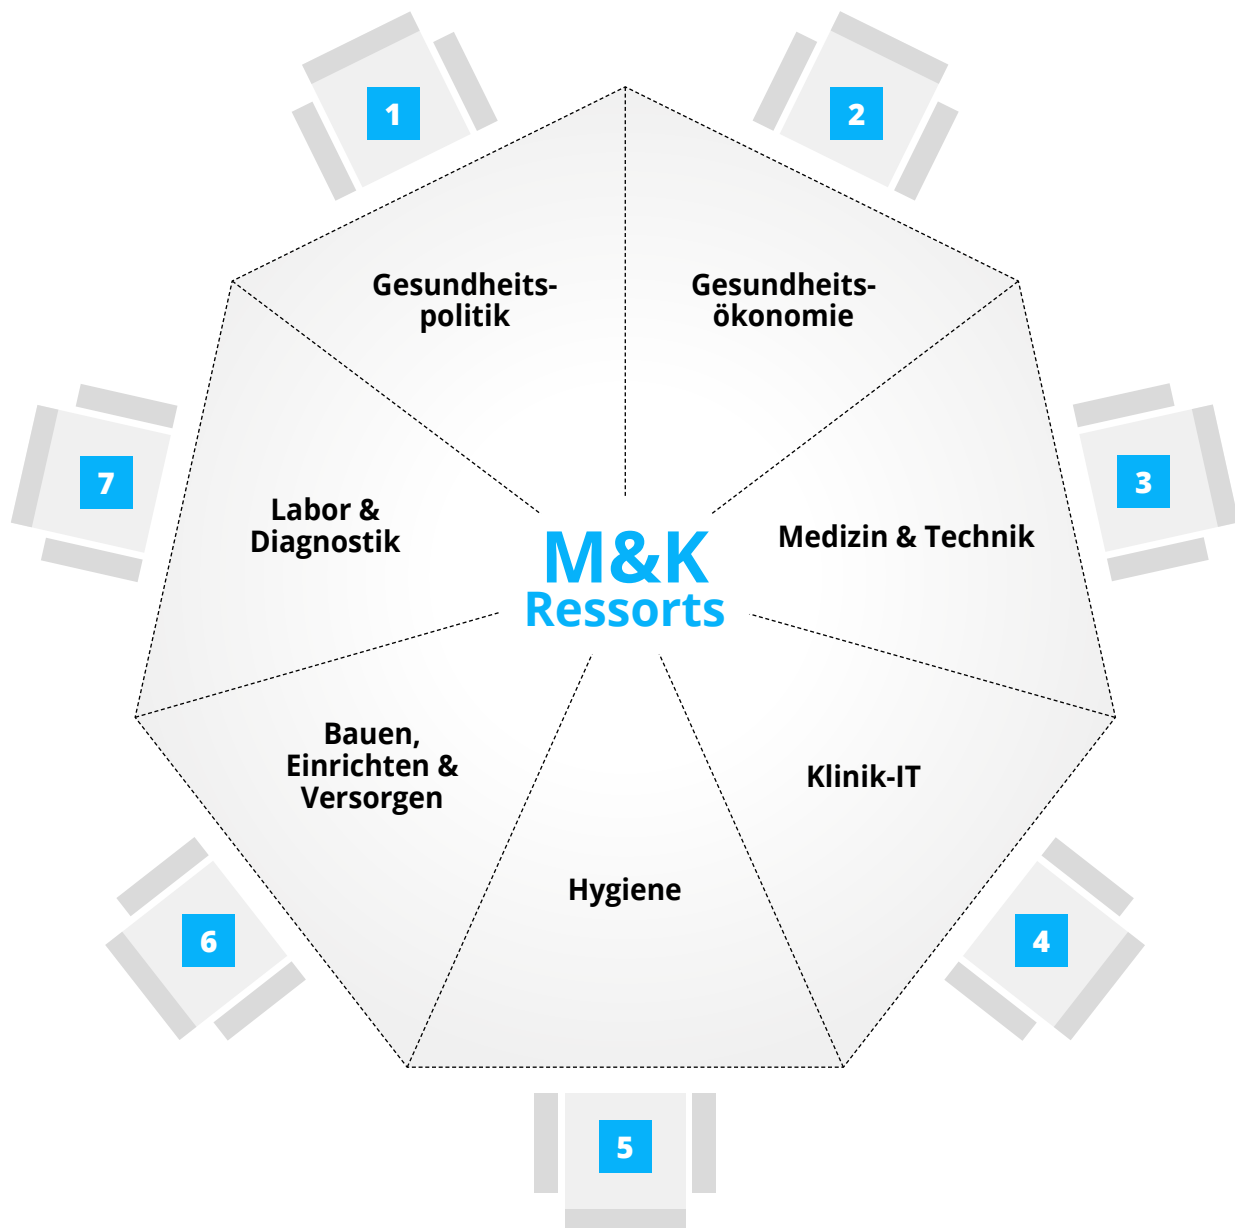 1
2
Gesundheits-
politik
Gesundheits-
ökonomie
7
3
Labor &
Diagnostik
Medizin & Technik
M&K
Ressorts
Bauen,
Einrichten &
Versorgen
Klinik-IT
Hygiene
6
4
5